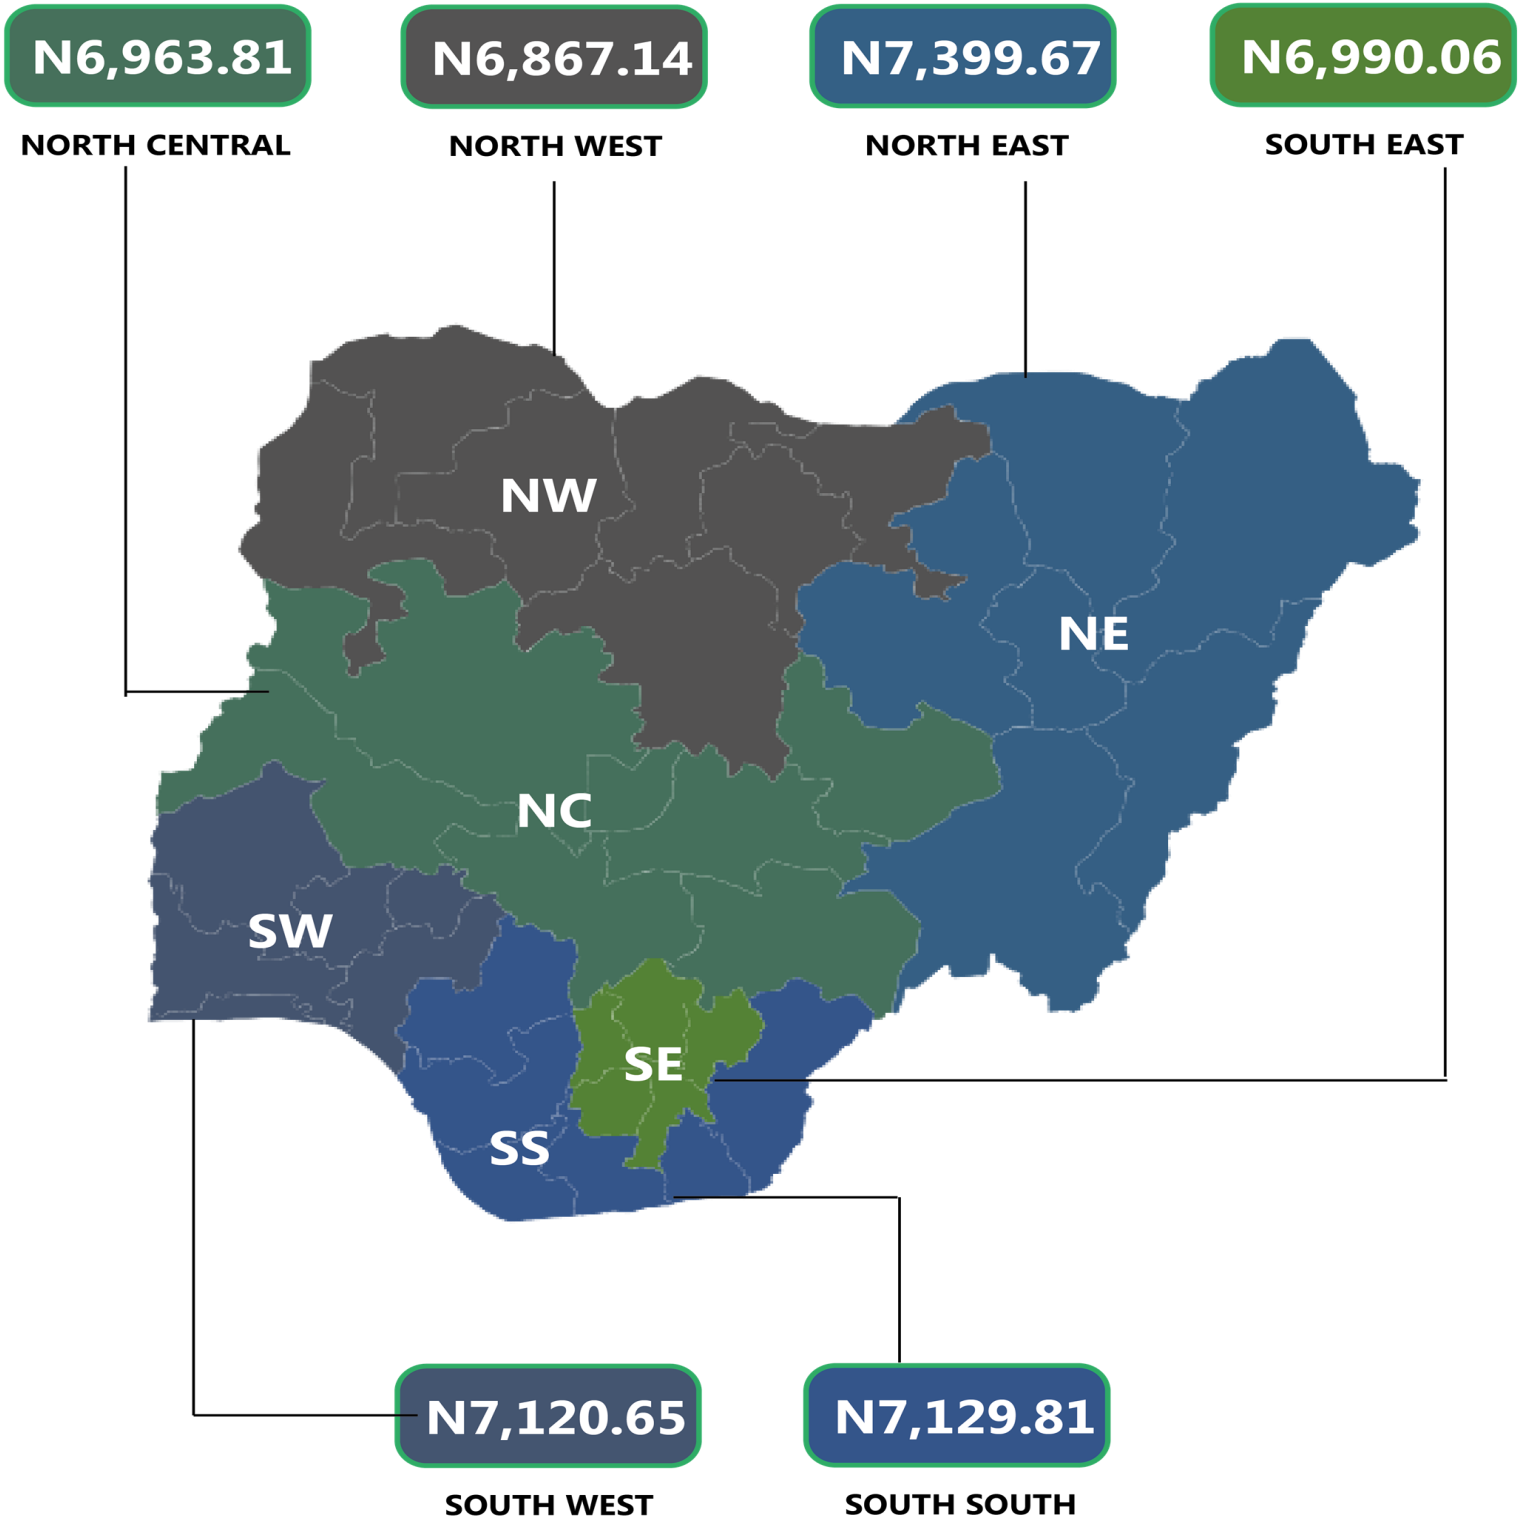 N6,963.81
N6,867.14
N7,399.67
N6,990.06
NORTH CENTRAL
NORTH WEST
NORTH EAST
SOUTH EAST
NW
NE
NC
SW
SE
SS
N7,120.65
N7,129.81
SOUTH WEST
SOUTH SOUTH